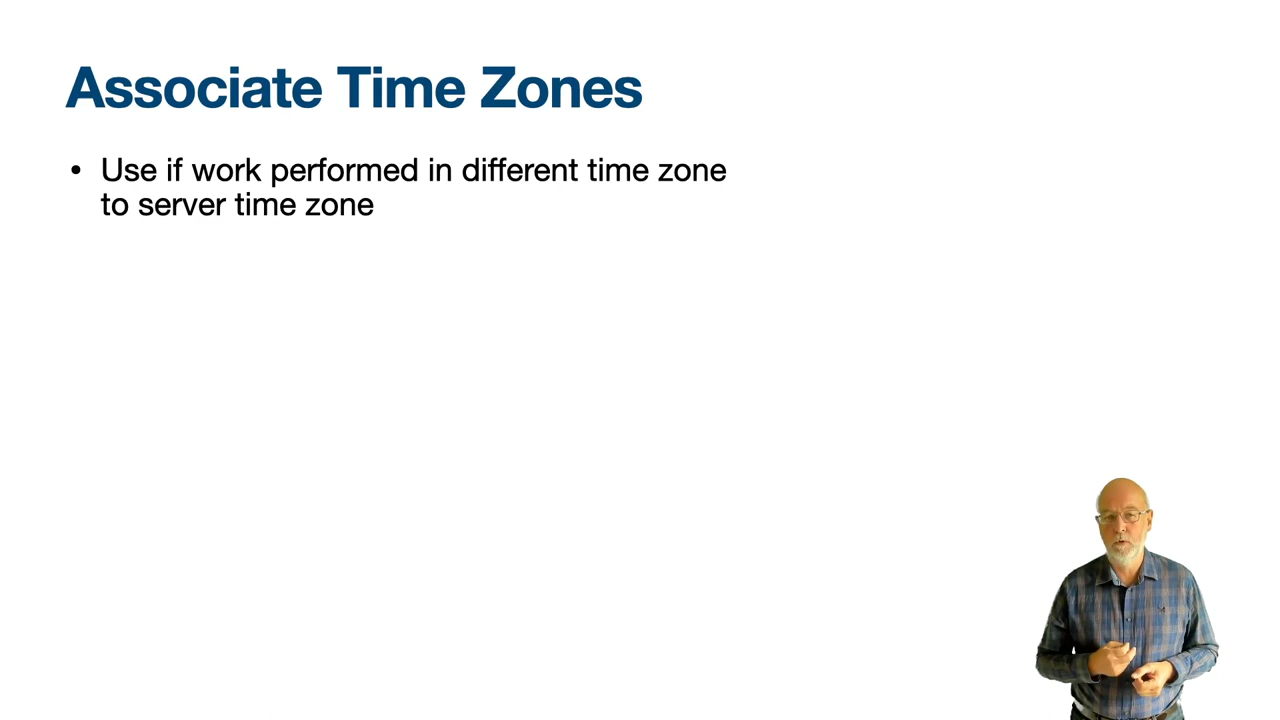 Associate Time Zones
• Use if work performed in different time zone
to server time zone